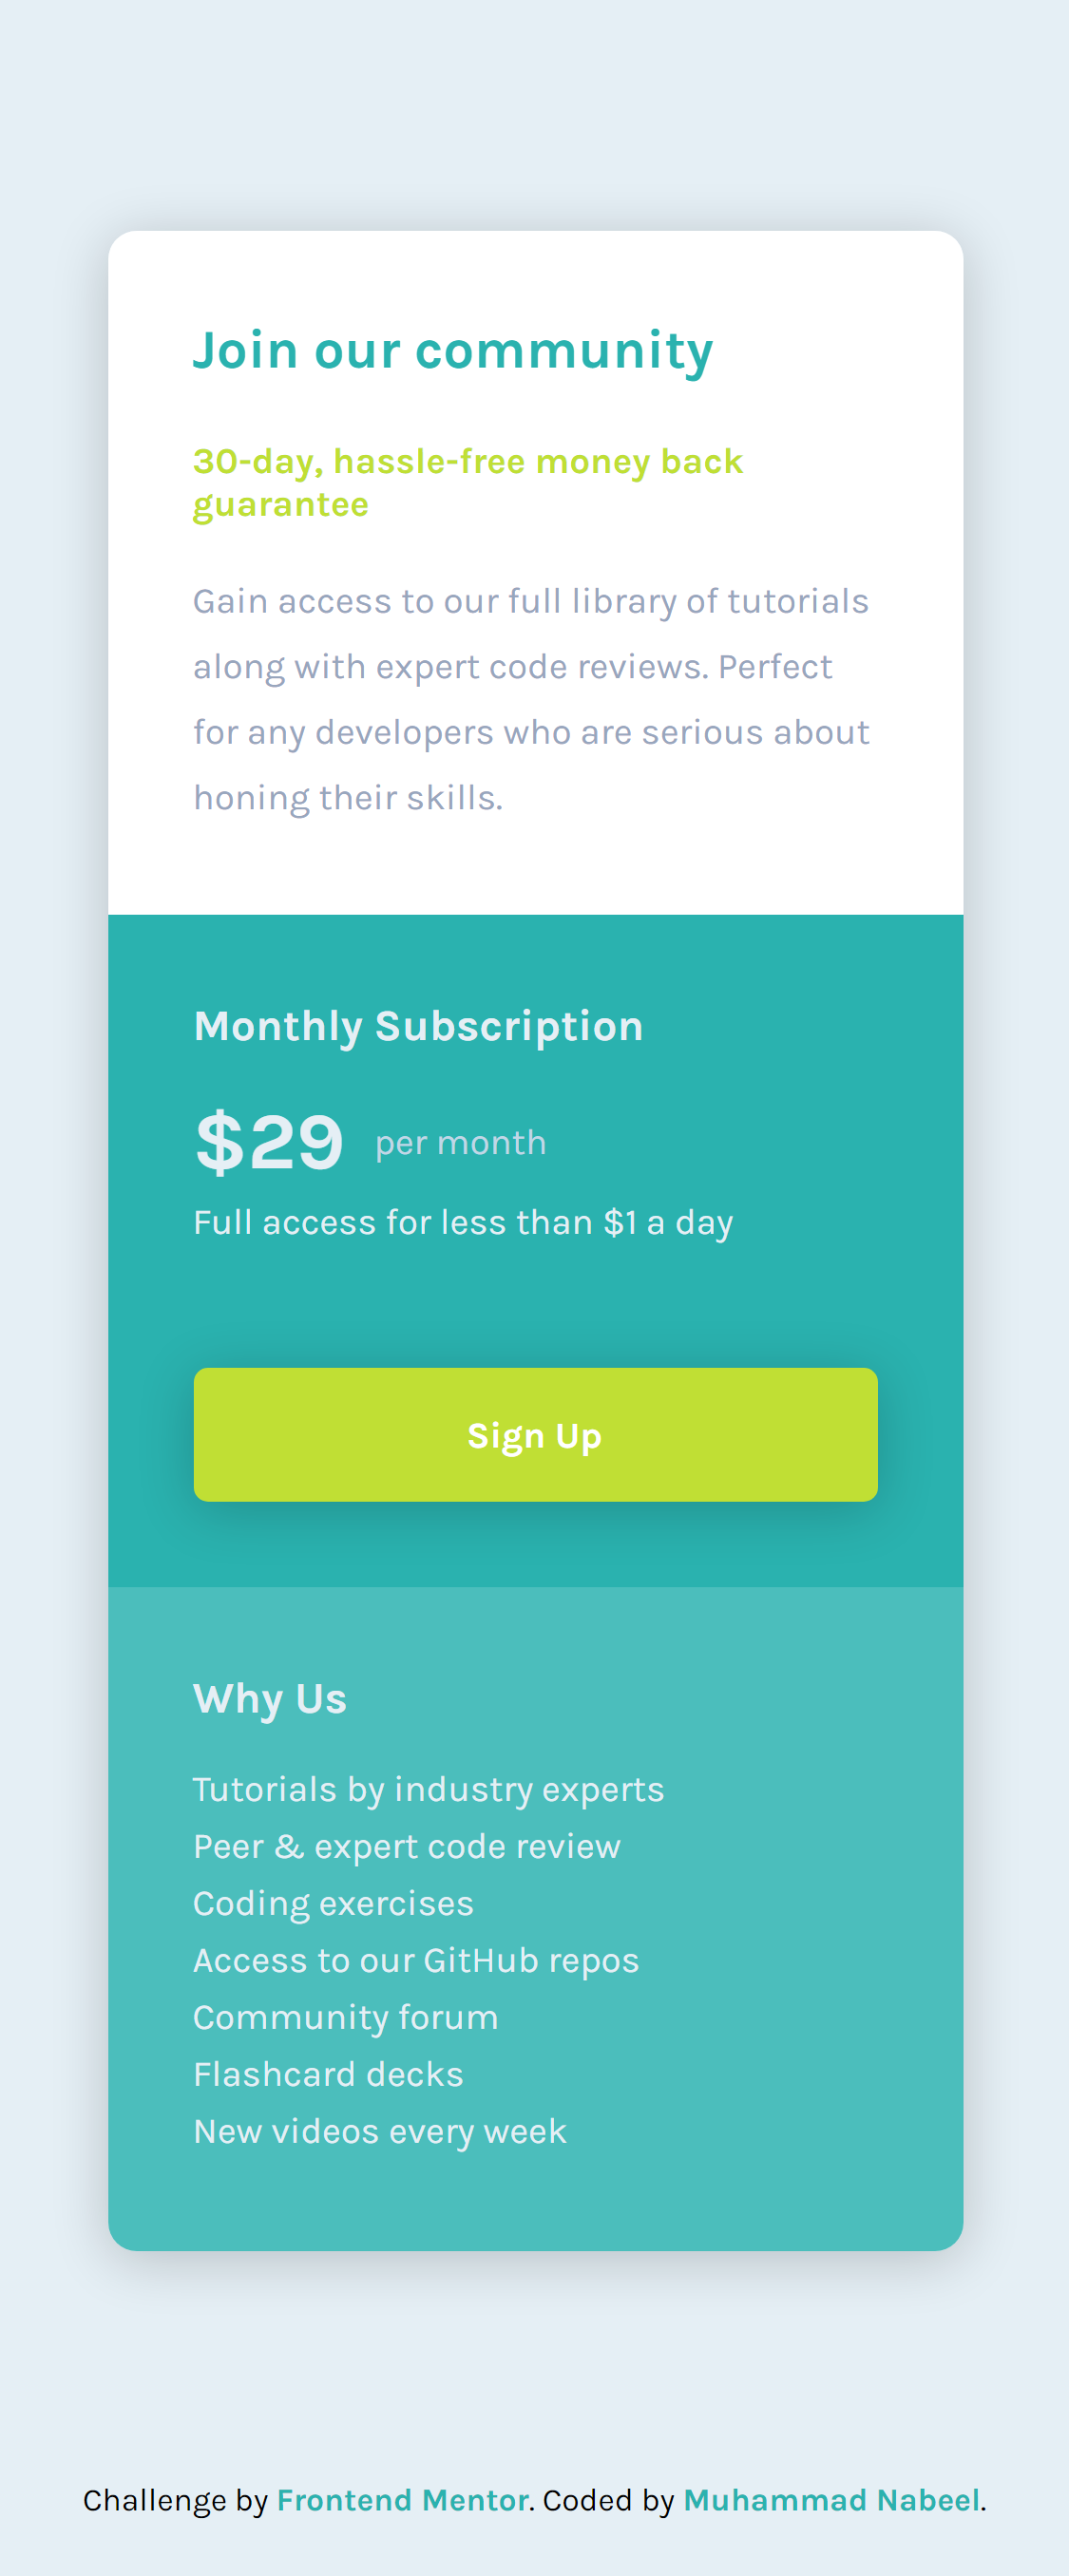 Join our community
30-day, hassle-free money back
guarantee
Gain access to our full library of tutorials
along with expert code reviews. Perfect
for any developers who are serious about
honing their skills.
Monthly Subscription
$29 per month
Full access for less than $1 a day
Sign Up
Why Us
Tutorials by industry experts
Peer & expert code review
Coding exercises
Access to our GitHub repos
Community forum
Flashcard decks
New videos every week
Challenge by Frontend Mentor. Coded by Muhammad Nabeel.